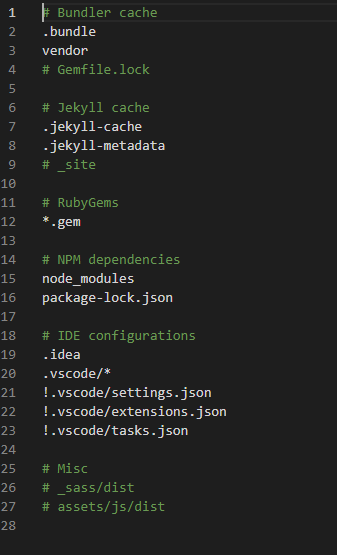 1 # Bundler cache
2 .bundle
3 vendor
4 # Gemfile.lock
5
6 # Jekyll cache
7 .jekyll-cache
8 .jekyll-metadata
9 # _site
10
11 # RubyGems
12 *.gem
13
14 # NPM dependencies
15 node_modules
16 package-lock.json
17
18 # IDE configurations
19 .idea
20 .vscode/*
21 !.vscode/settings.json
22 !.vscode/extensions.json
23 !.vscode/tasks.json
24
25 # Misc
26 # _sass/dist
27 # assets/js/dist
28